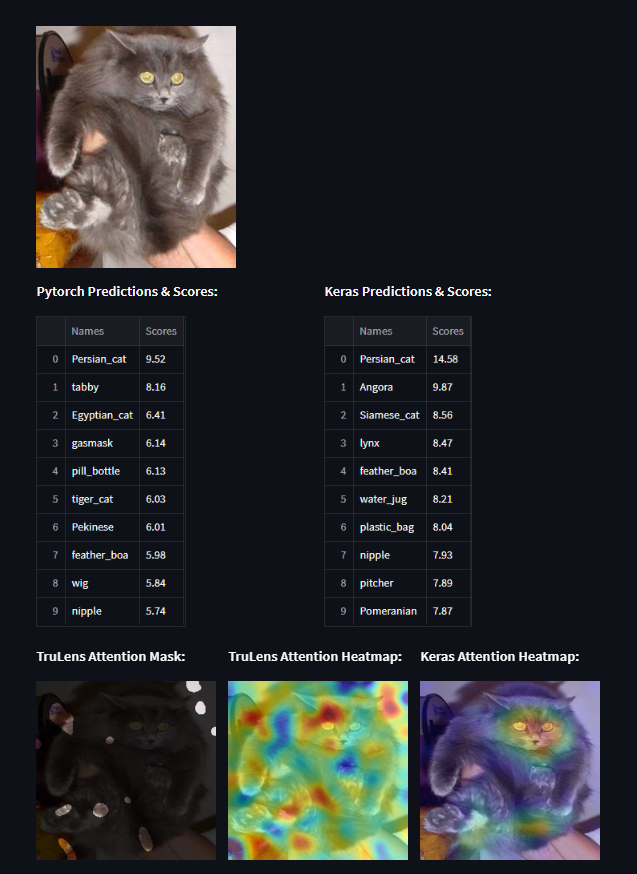 Pytorch Predictions & Scores:
Names Scores
0 Persian_cat 9.52
1 tabby 8.16
2 Egyptian_cat 6.41
3 gasmask 6.14
4 pill_bottle 6.13
5 tiger_cat 6.03
6 Pekinese 6.01
7 feather_boa 5.98
8 wig 5.84
9 nipple 5.74
Keras Predictions & Scores:
Names Scores
0 Persian_cat 14.58
1 Angora 9.87
2 Siamese_cat 8.56
3 lynx 8.47
4 feather_boa 8.41
5 water_jug 8.21
6 plastic_bag 8.04
7 nipple 7.93
8 pitcher 7.89
9 Pomeranian 7.87
TruLens Attention Mask:
TruLens Attention Heatmap:
Keras Attention Heatmap: